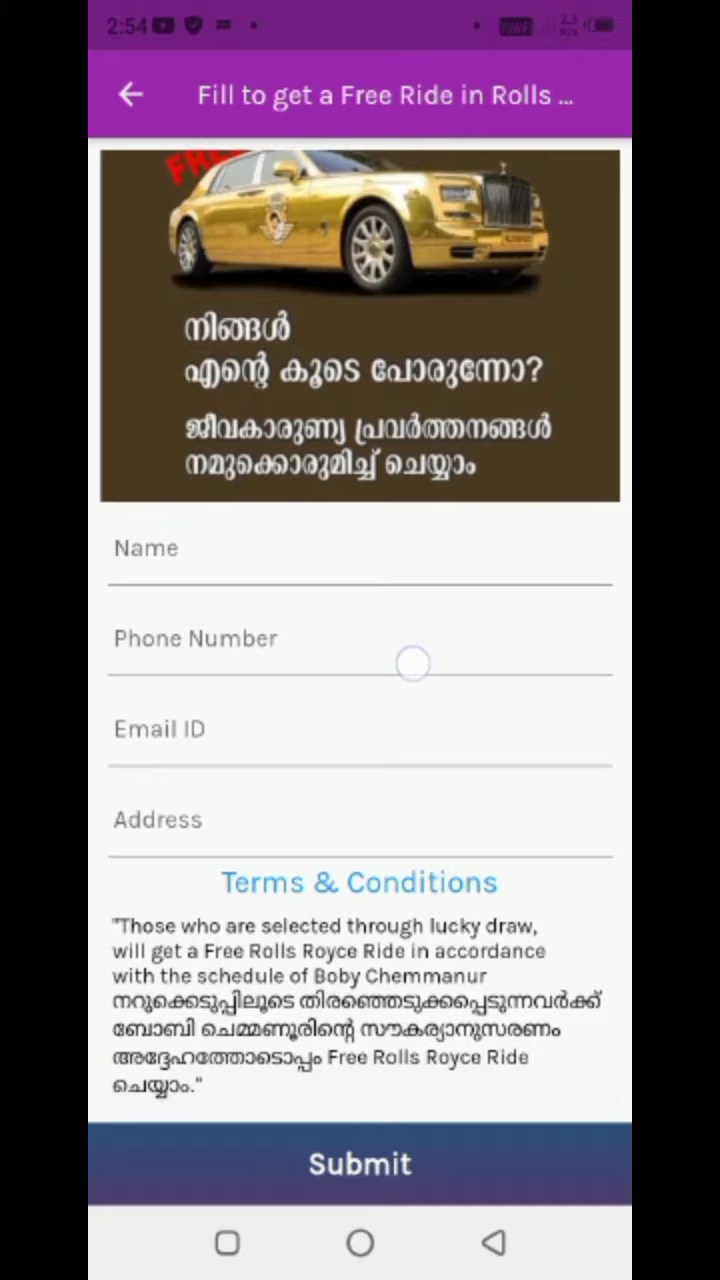 2:54
Fill to get a Free Ride in Rolls ...
FREE
നിങ്ങൾ
എന്റെ കൂടെ പോരുന്നോ?
ജീവകാരുണ്യ പ്രവർത്തനങ്ങൾ
നമുക്കൊരുമിച്ച് ചെയ്യാം
Name
Phone Number
Email ID
Address
Terms & Conditions
"Those who are selected through lucky draw,
will get a Free Rolls Royce Ride in accordance
with the schedule of Boby Chemmanur
നറുക്കെടുപ്പിലൂടെ തിരഞ്ഞെടുക്കപ്പെടുന്നവർക്ക്
ബോബി ചെമ്മണൂരിന്റെ സൗകര്യാനുസരണം
അദ്ദേഹത്തോടൊപ്പം Free Rolls Royce Ride
ചെയ്യാം."
Submit